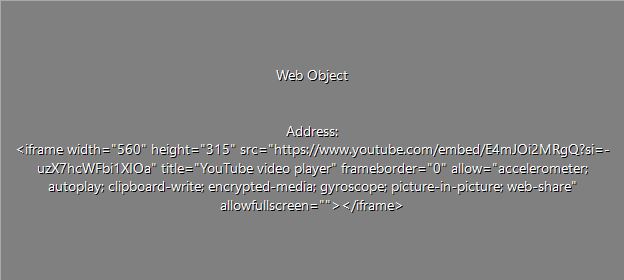 Web Object
Address:
<iframe width="560" height="315" src="https://www.youtube.com/embed/E4mJOi2MRgQ?si=-
uzX7hcWFbi1XIOa" title="YouTube video player" frameborder="0" allow="accelerometer;
autoplay; clipboard-write; encrypted-media; gyroscope; picture-in-picture; web-share"
allowfullscreen=""></iframe>